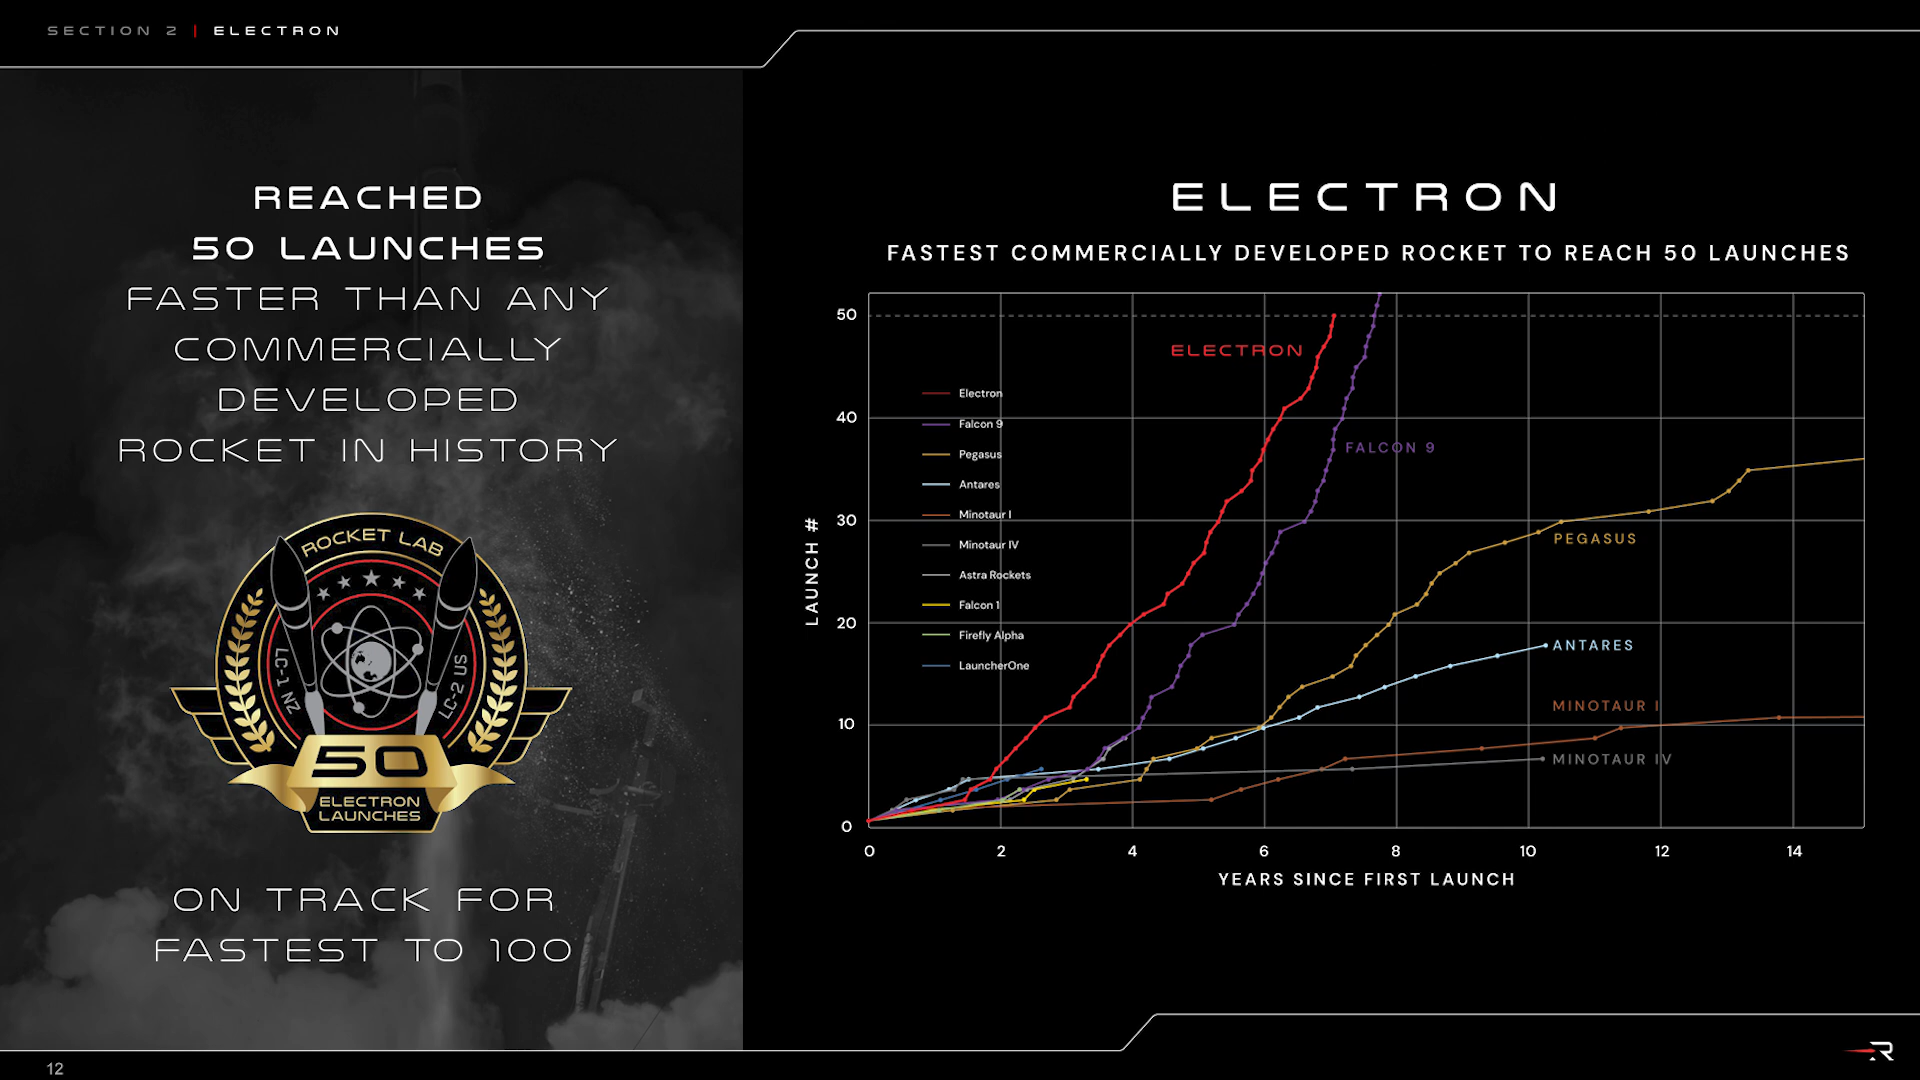 SECTION 2 | ELECTRON
REACHED
50 LAUNCHES
FASTER THAN ANY
COMMERCIALLY
DEVELOPED
ROCKET IN HISTORY
ROCKET LAB
LC-1 NZ
LC-2 US
50
ELECTRON
LAUNCHES
ON TRACK FOR
FASTEST TO 100
ELECTRON
FASTEST COMMERCIALLY DEVELOPED ROCKET TO REACH 50 LAUNCHES
LAUNCH #
50
40
30
20
10
0
ELECTRON
FALCON 9
PEGASUS
ANTARES
MINOTAUR I
MINOTAUR IV
Electron
Falcon 9
Pegasus
Antares
Minotaur I
Minotaur IV
Astra Rockets
Falcon 1
Firefly Alpha
LauncherOne
0 2 4 6 8 10 12 14
YEARS SINCE FIRST LAUNCH
12
R